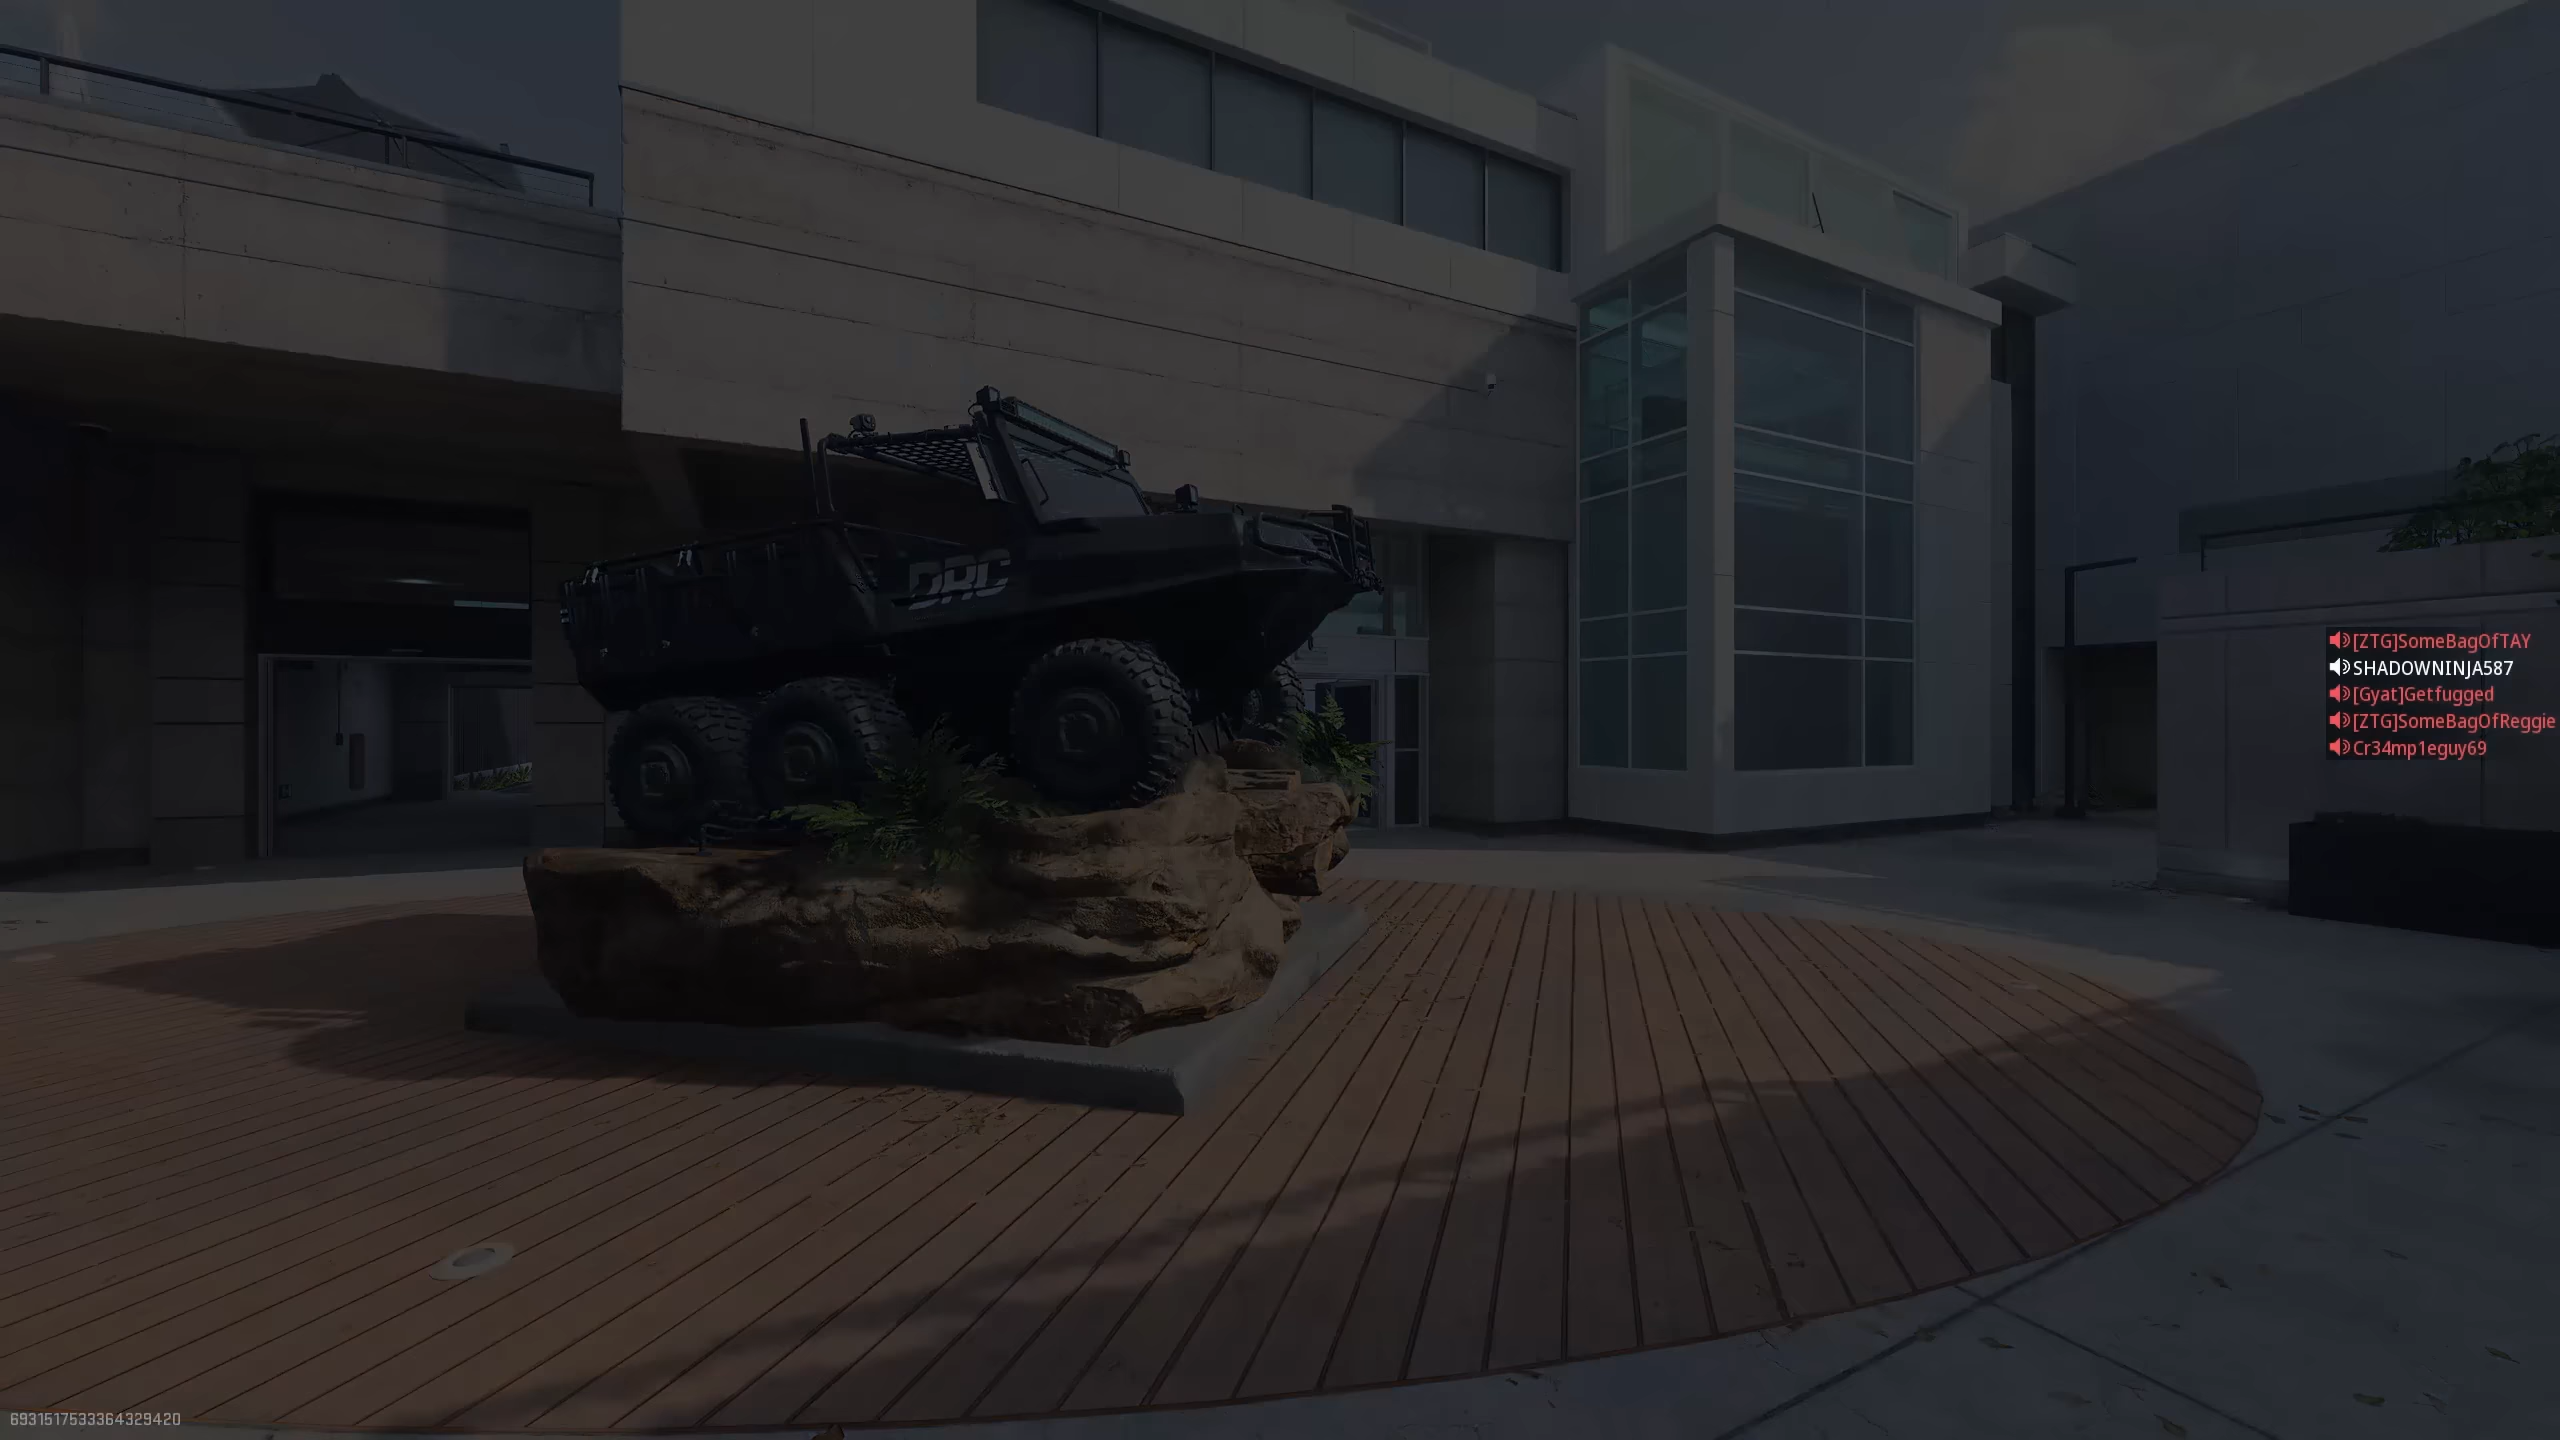 DRC
[ZTG]SomeBagOfTAY
SHADOWNINJA587
[Gyat]Getfugged
[ZTG]SomeBagOfReggie
Cr34mp1eguy69
6931517533364329420